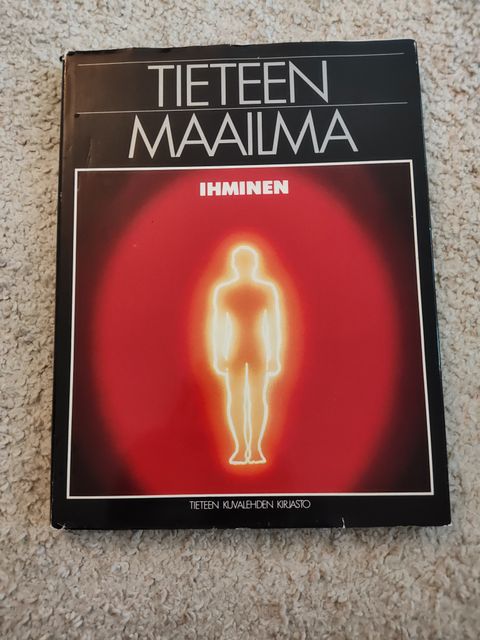 TIETEEN
MAAILMA
IHMINEN
TIETEEN KUVALEHDEN KIRJASTO